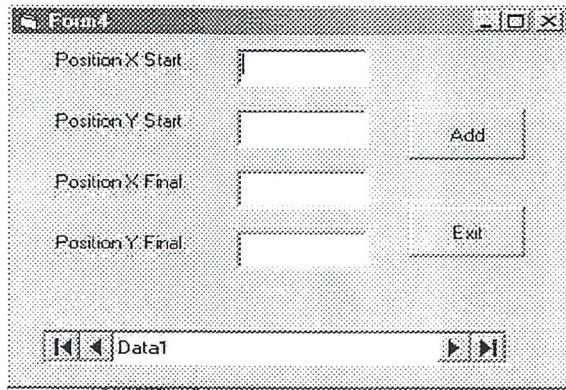 Form4
Position X Start
Position Y Start
Add
Position X Final
Position Y Final
Exit
Data1